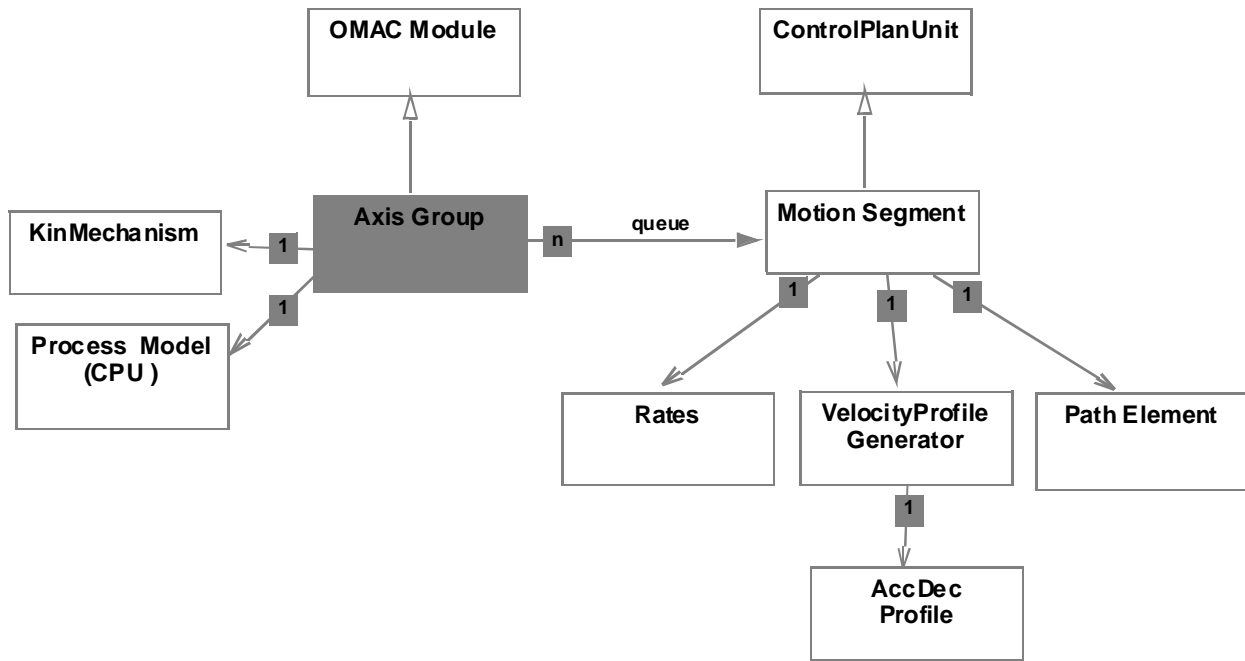 OMAC Module
ControlPlanUnit
Axis Group
n
queue
Motion Segment
KinMechanism
1
1
Process Model
(CPU )
1
1
1
Rates
VelocityProfile
Generator
Path Element
1
AccDec
Profile